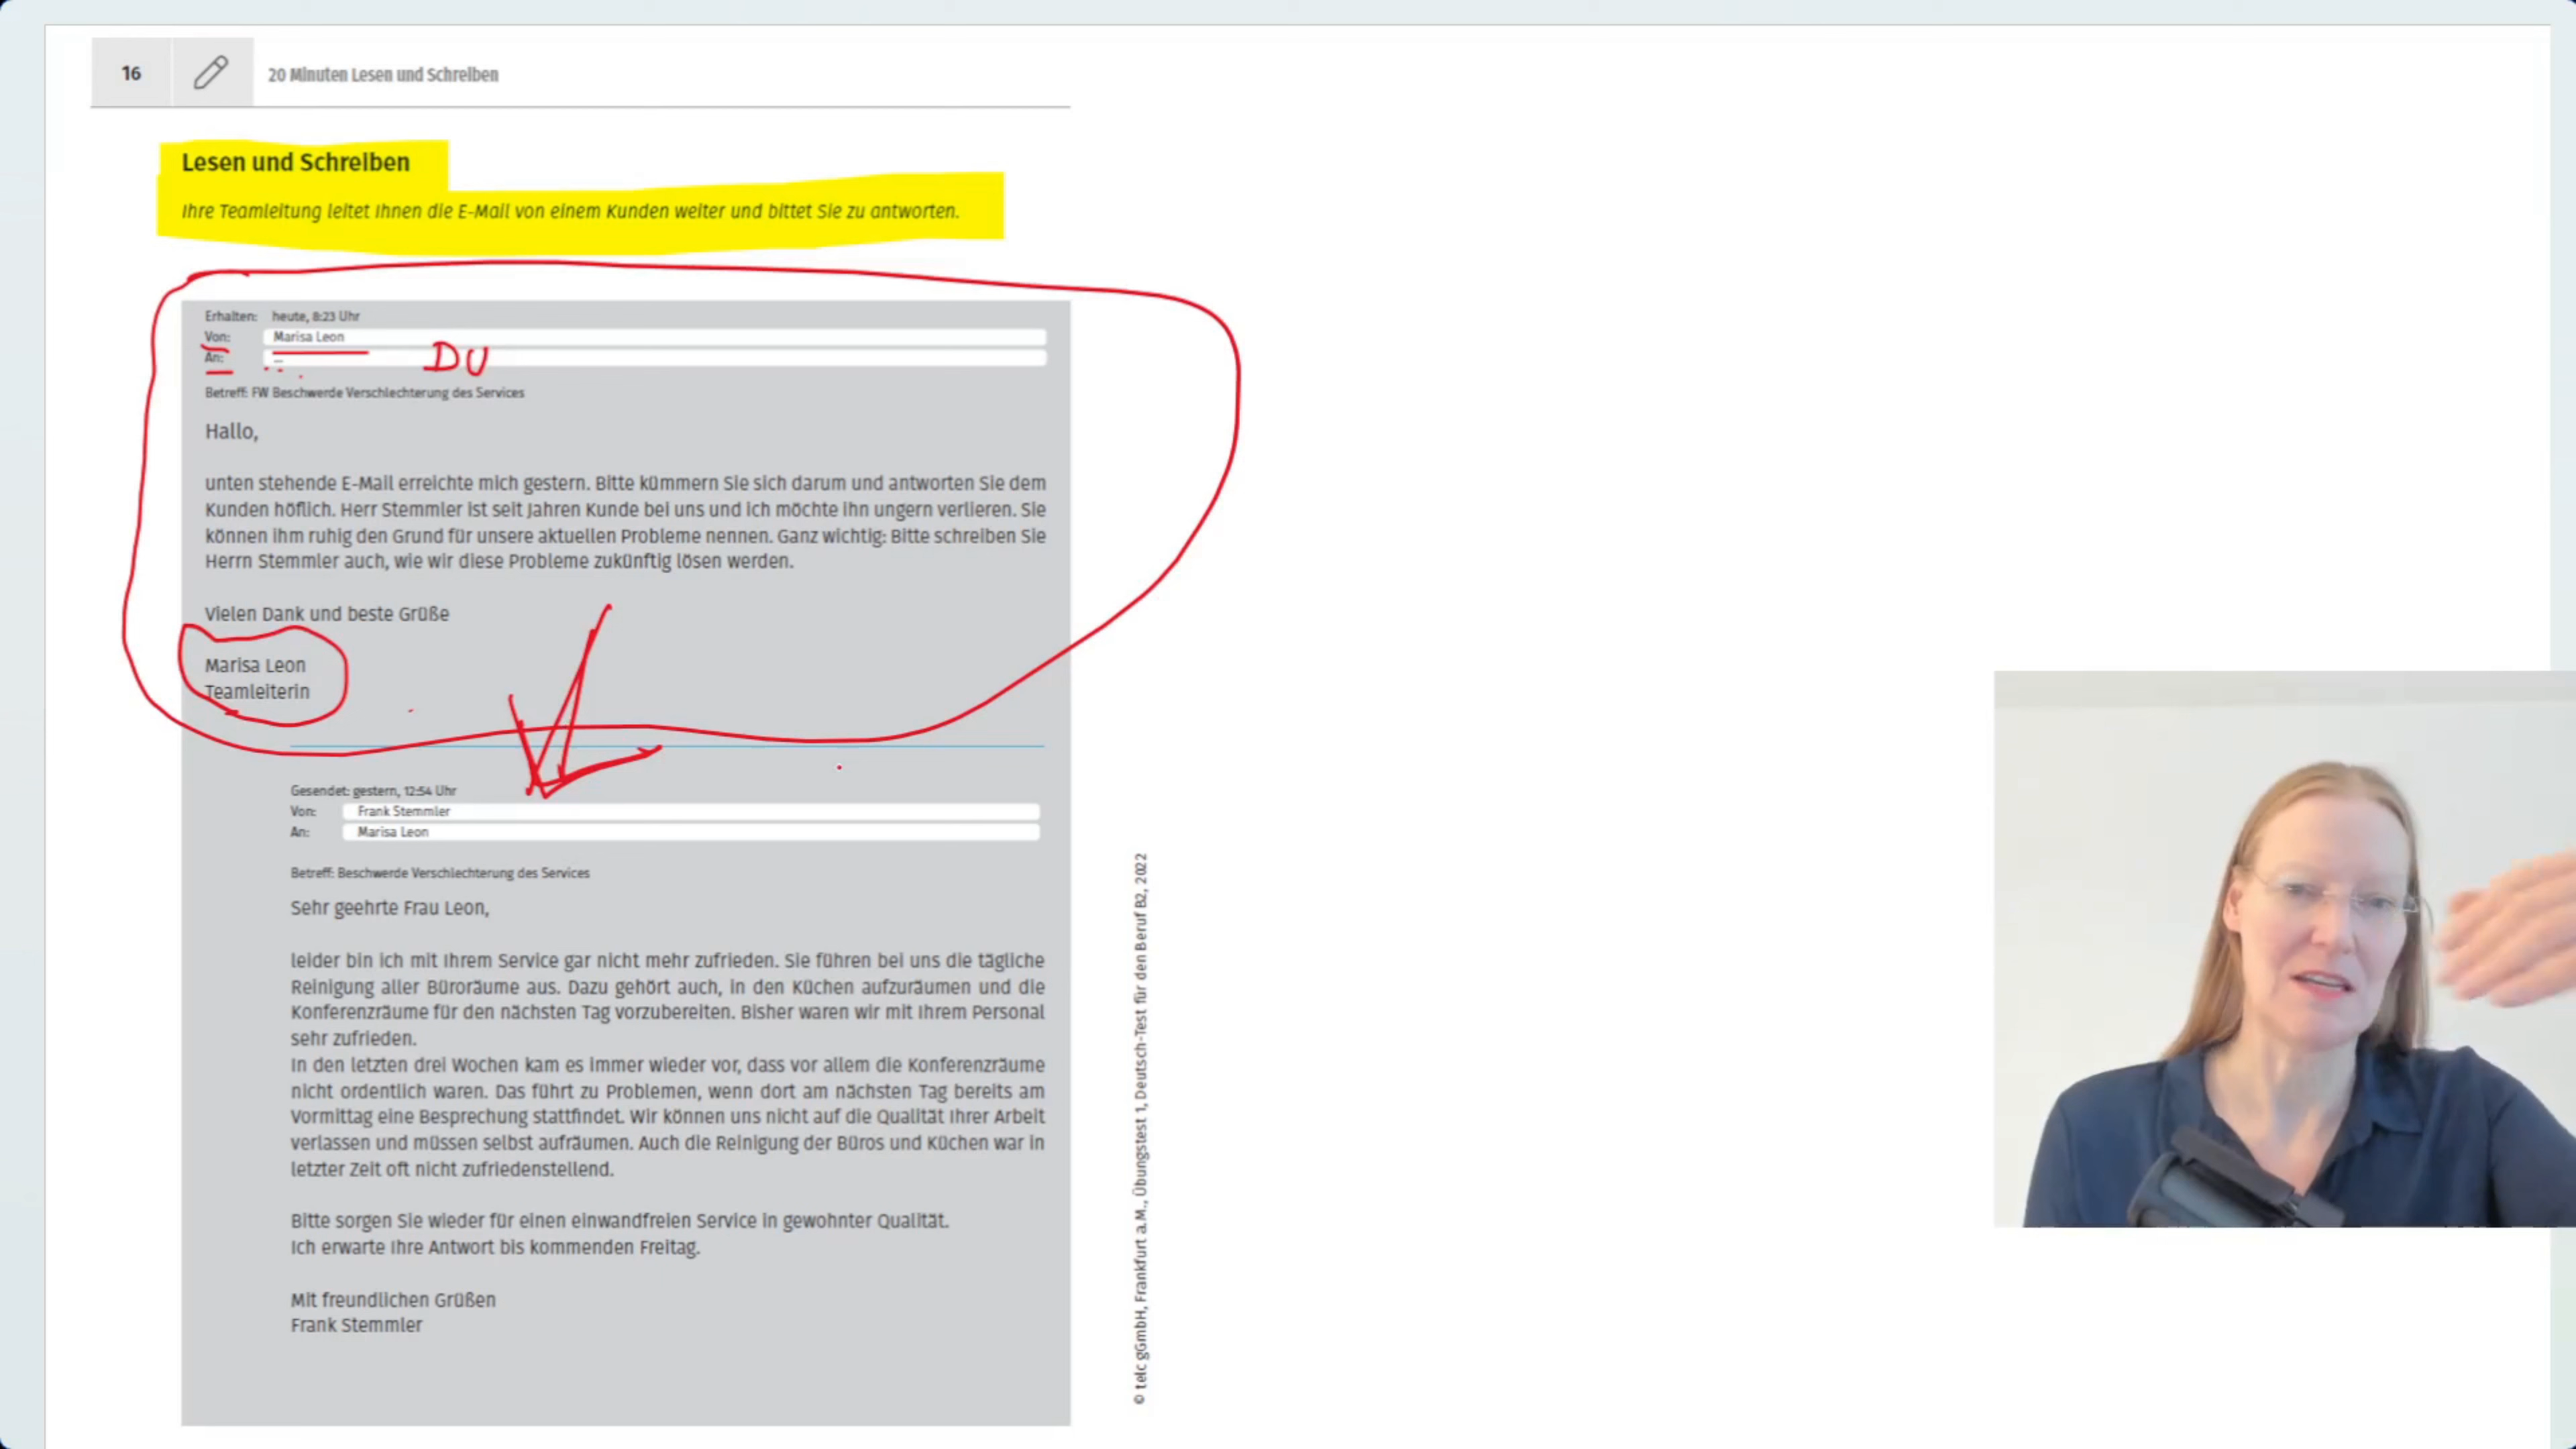 16
20 Minuten Lesen und Schreiben
Lesen und Schreiben
Ihre Teamleitung leitet Ihnen die E-Mail von einem Kunden weiter und bittet Sie zu antworten.
Erhalten: heute, 8:23 Uhr
Von: Marisa Leon
An: ...
DU
Betreff: FW Beschwerde Verschlechterung des Services
Hallo,
unten stehende E-Mail erreichte mich gestern. Bitte kümmern Sie sich darum und antworten Sie dem
Kunden höflich. Herr Stemmler ist seit Jahren Kunde bei uns und ich möchte ihn ungern verlieren. Sie
können ihm ruhig den Grund für unsere aktuellen Probleme nennen. Ganz wichtig: Bitte schreiben Sie
Herrn Stemmler auch, wie wir diese Probleme zukünftig lösen werden.
Vielen Dank und beste Grüße
Marisa Leon
Teamleiterin
Gesendet: gestern, 12:54 Uhr
Von: Frank Stemmler
An: Marisa Leon
Betreff: Beschwerde Verschlechterung des Services
Sehr geehrte Frau Leon,
leider bin ich mit Ihrem Service gar nicht mehr zufrieden. Sie führen bei uns die tägliche
Reinigung aller Büroräume aus. Dazu gehört auch, in den Küchen aufzuräumen und die
Konferenzräume für den nächsten Tag vorzubereiten. Bisher waren wir mit Ihrem Personal
sehr zufrieden.
In den letzten drei Wochen kam es immer wieder vor, dass vor allem die Konferenzräume
nicht ordentlich waren. Das führt zu Problemen, wenn dort am nächsten Tag bereits am
Vormittag eine Besprechung stattfindet. Wir können uns nicht auf die Qualität Ihrer Arbeit
verlassen und müssen selbst aufräumen. Auch die Reinigung der Büros und Küchen war in
letzter Zeit oft nicht zufriedenstellend.
Bitte sorgen Sie wieder für einen einwandfreien Service in gewohnter Qualität.
Ich erwarte Ihre Antwort bis kommenden Freitag.
Mit freundlichen Grüßen
Frank Stemmler
© telc gGmbH, Frankfurt a.M., Übungstest 1, Deutsch-Test für den Beruf B2, 2022